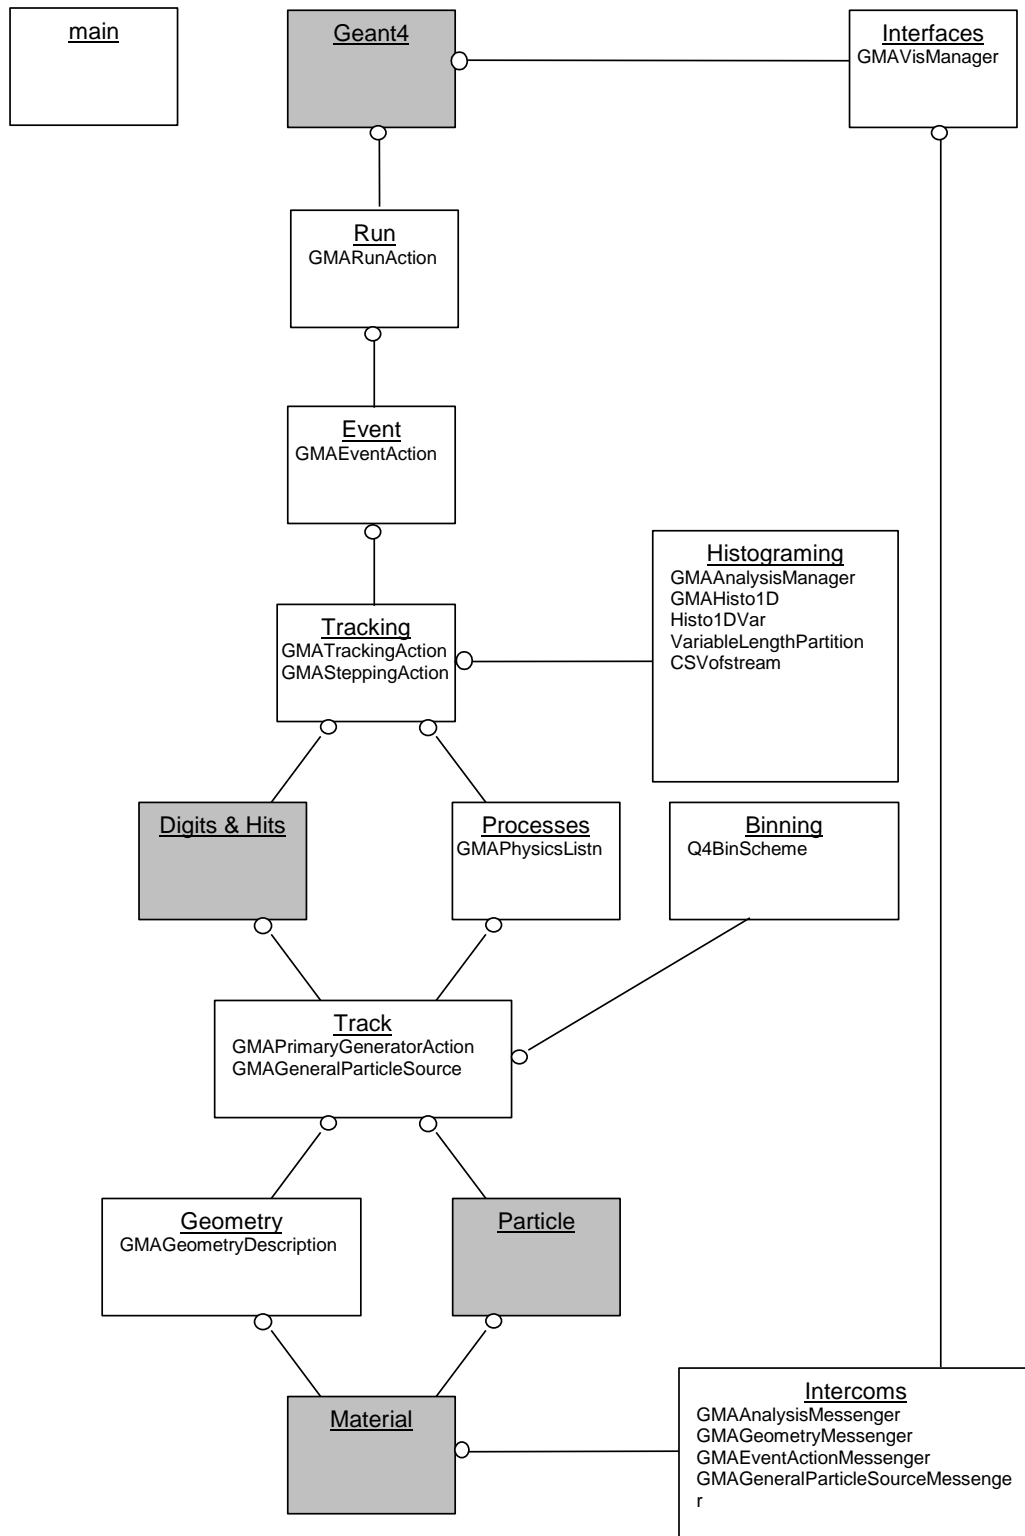 main
Geant4
Interfaces
GMAVisManager
Run
GMARunAction
Event
GMAEventAction
Histograming
GMAAnalysisManager
GMAHisto1D
Histo1DVar
VariableLengthPartition
CSVofstream
Tracking
GMATrackingAction
GMASteppingAction
Digits & Hits
Processes
GMAPhysicsListn
Binning
Q4BinScheme
Track
GMAPrimaryGeneratorAction
GMAGeneralParticleSource
Geometry
GMAGeometryDescription
Particle
Material
Intercoms
GMAAnalysisMessenger
GMAGeometryMessenger
GMAEventActionMessenger
GMAGeneralParticleSourceMessenge
r